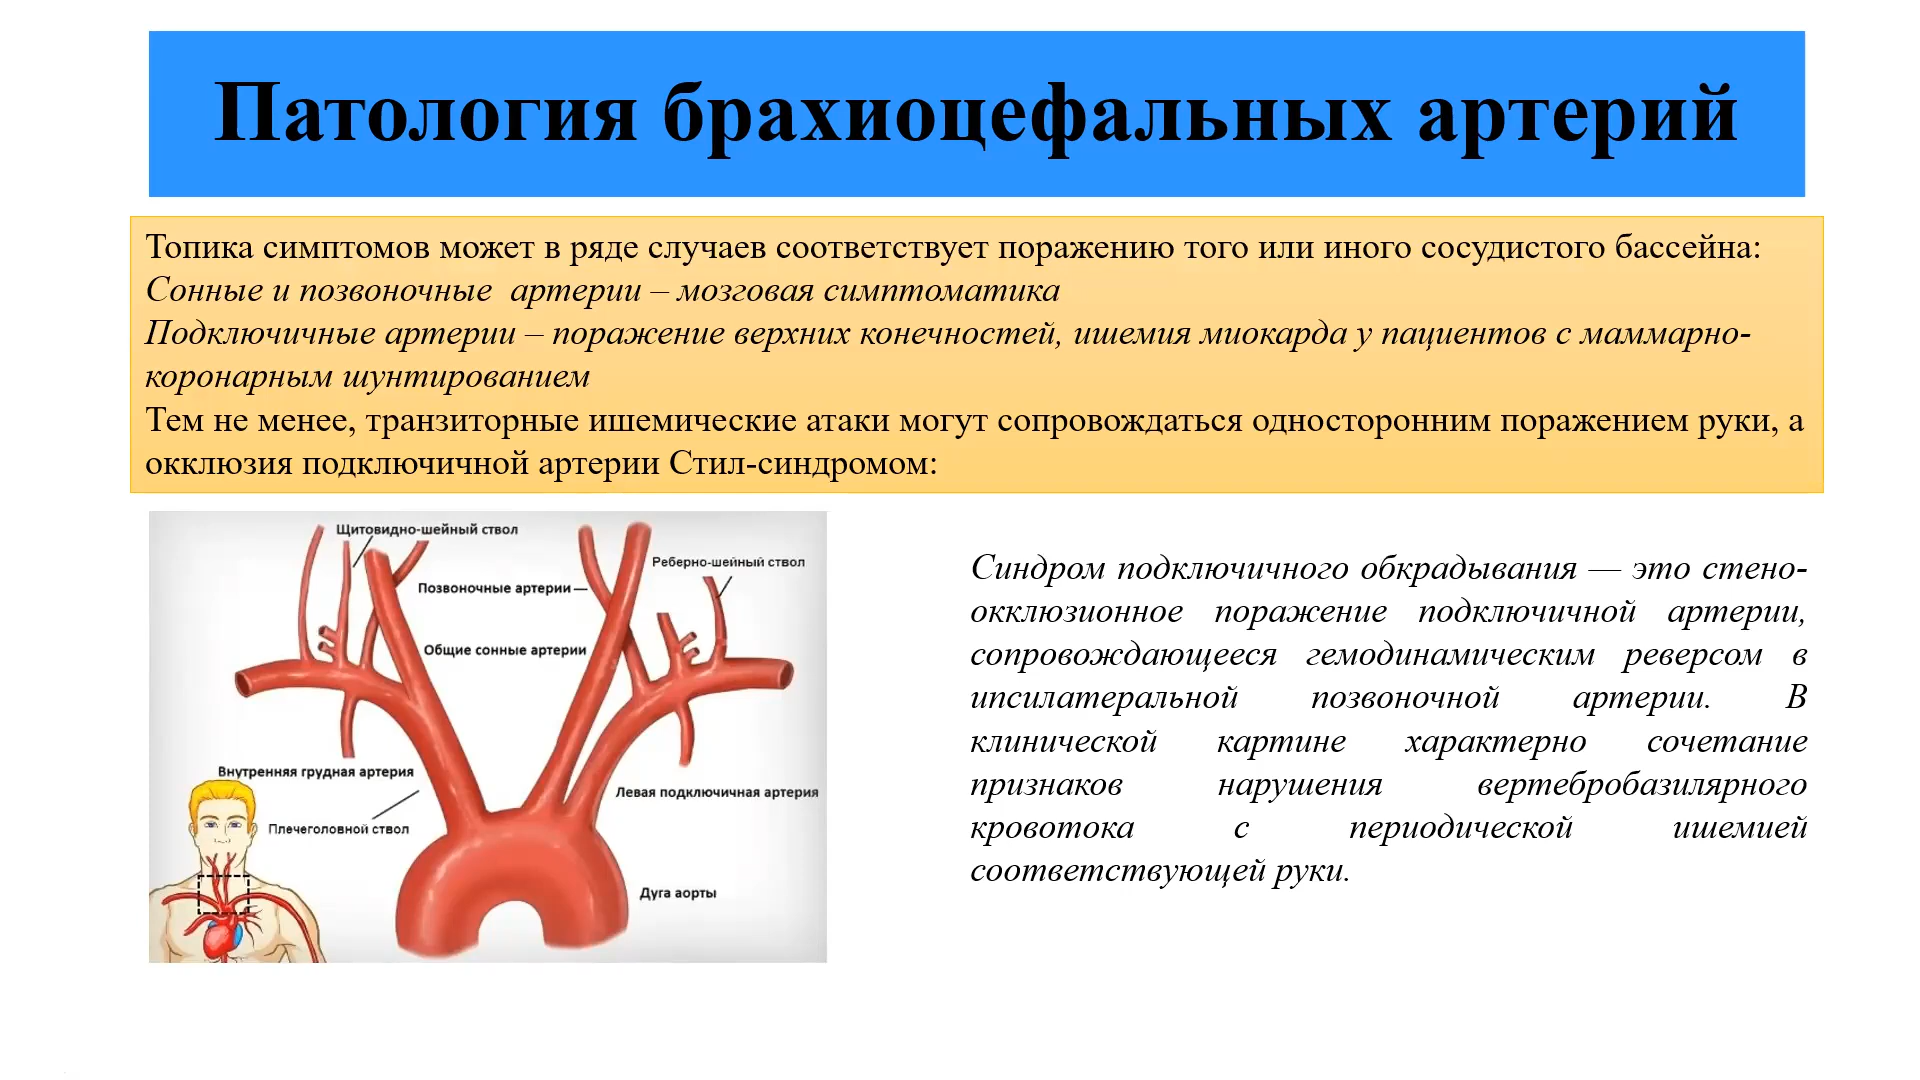 Патология брахиоцефальных артерий
Топика симптомов может в ряде случаев соответствует поражению того или иного сосудистого бассейна:
Сонные и позвоночные  артерии – мозговая симптоматика
Подключичные артерии – поражение верхних конечностей, ишемия миокарда у пациентов с маммарно-
коронарным шунтированием
Тем не менее, транзиторные ишемические атаки могут сопровождаться односторонним поражением руки, а
окклюзия подключичной артерии Стил-синдромом:
Щитовидно-шейный ствол
Реберно-шейный ствол
Позвоночные артерии
Общие сонные артерии
Внутренняя грудная артерия
Левая подключичная артерия
Плечеголовной ствол
Дуга аорты
Синдром подключичного обкрадывания — это стено-
окклюзионное поражение подключичной артерии,
сопровождающееся гемодинамическим реверсом в
ипсилатеральной позвоночной артерии. В
клинической картине характерно сочетание
признаков нарушения вертебробазилярного
кровотока с периодической ишемией
соответствующей руки.